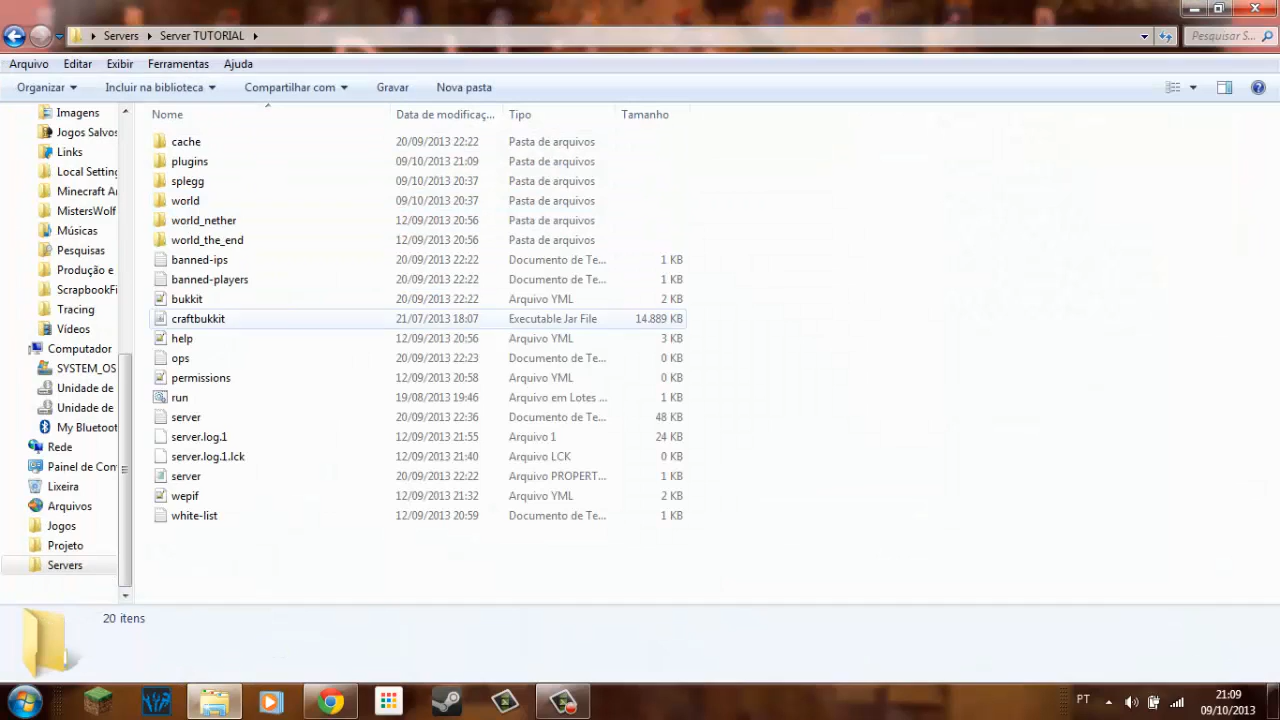 Servers Server TUTORIAL Pesquisar S...
Arquivo Editar Exibir Ferramentas Ajuda
Organizar Incluir na biblioteca Compartilhar com Gravar Nova pasta
Imagens
Jogos Salvos
Links
Local Setting
Minecraft Ar
MistersWolf
Músicas
Pesquisas
Produção e
ScrapbookFi
Tracing
Vídeos
Computador
SYSTEM_OS
Unidade de
Unidade de
My Bluetoot
Rede
Painel de Con
Lixeira
Arquivos
Jogos
Projeto
Servers
Nome Data de modificaç... Tipo Tamanho
cache 20/09/2013 22:22 Pasta de arquivos
plugins 09/10/2013 21:09 Pasta de arquivos
splegg 09/10/2013 20:37 Pasta de arquivos
world 09/10/2013 20:37 Pasta de arquivos
world_nether 12/09/2013 20:56 Pasta de arquivos
world_the_end 12/09/2013 20:56 Pasta de arquivos
banned-ips 20/09/2013 22:22 Documento de Te... 1 KB
banned-players 20/09/2013 22:22 Documento de Te... 1 KB
bukkit 20/09/2013 22:22 Arquivo YML 2 KB
craftbukkit 21/07/2013 18:07 Executable Jar File 14.889 KB
help 12/09/2013 20:56 Arquivo YML 3 KB
ops 20/09/2013 22:23 Documento de Te... 0 KB
permissions 12/09/2013 20:58 Arquivo YML 0 KB
run 19/08/2013 19:46 Arquivo em Lotes ... 1 KB
server 20/09/2013 22:36 Documento de Te... 48 KB
server.log.1 12/09/2013 21:55 Arquivo 1 24 KB
server.log.1.lck 12/09/2013 21:40 Arquivo LCK 0 KB
server 20/09/2013 22:22 Arquivo PROPERT... 1 KB
wepif 12/09/2013 21:32 Arquivo YML 2 KB
white-list 12/09/2013 20:59 Documento de Te... 1 KB
20 itens
PT
21:09
09/10/2013